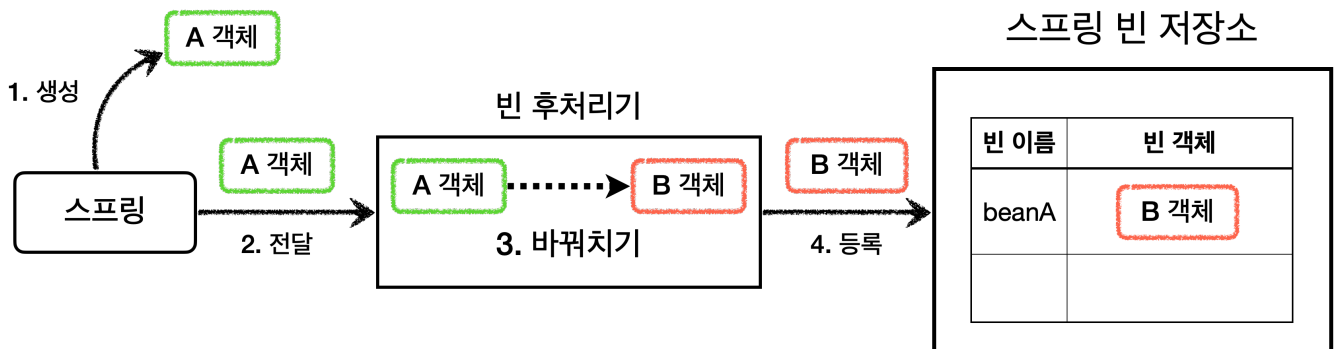 스프링 빈 저장소
A 객체
1. 생성
빈 후처리기
빈 이름
빈 객체
A 객체
B 객체
A 객체
B 객체
스프링
beanA
B 객체
2. 전달
3. 바꿔치기
4. 등록